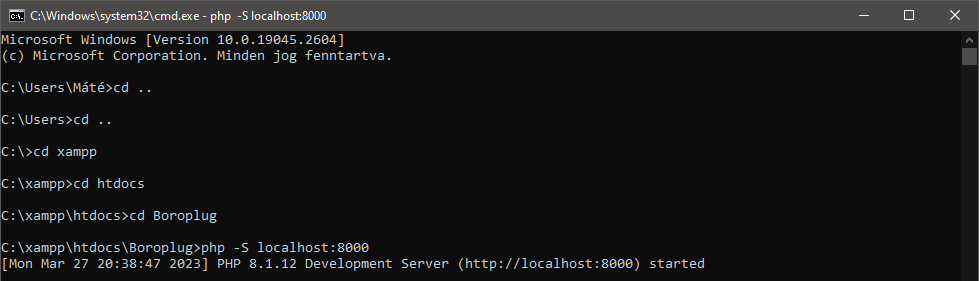 C:\Windows\system32\cmd.exe - php -S localhost:8000
Microsoft Windows [Version 10.0.19045.2604]
(c) Microsoft Corporation. Minden jog fenntartva.
C:\Users\Máté>cd ..
C:\Users>cd ..
C:\>cd xampp
C:\xampp>cd htdocs
C:\xampp\htdocs>cd Boroplug
C:\xampp\htdocs\Boroplug>php -S localhost:8000
[Mon Mar 27 20:38:47 2023] PHP 8.1.12 Development Server (http://localhost:8000) started